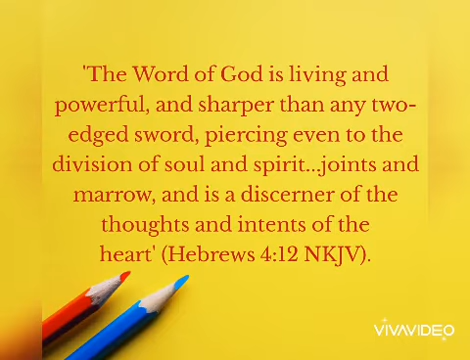 'The Word of God is living and
powerful, and sharper than any two-
edged sword, piercing even to the
division of soul and spirit...joints and
marrow, and is a discerner of the
thoughts and intents of the
heart' (Hebrews 4:12 NKJV).
VIVAVIDEO